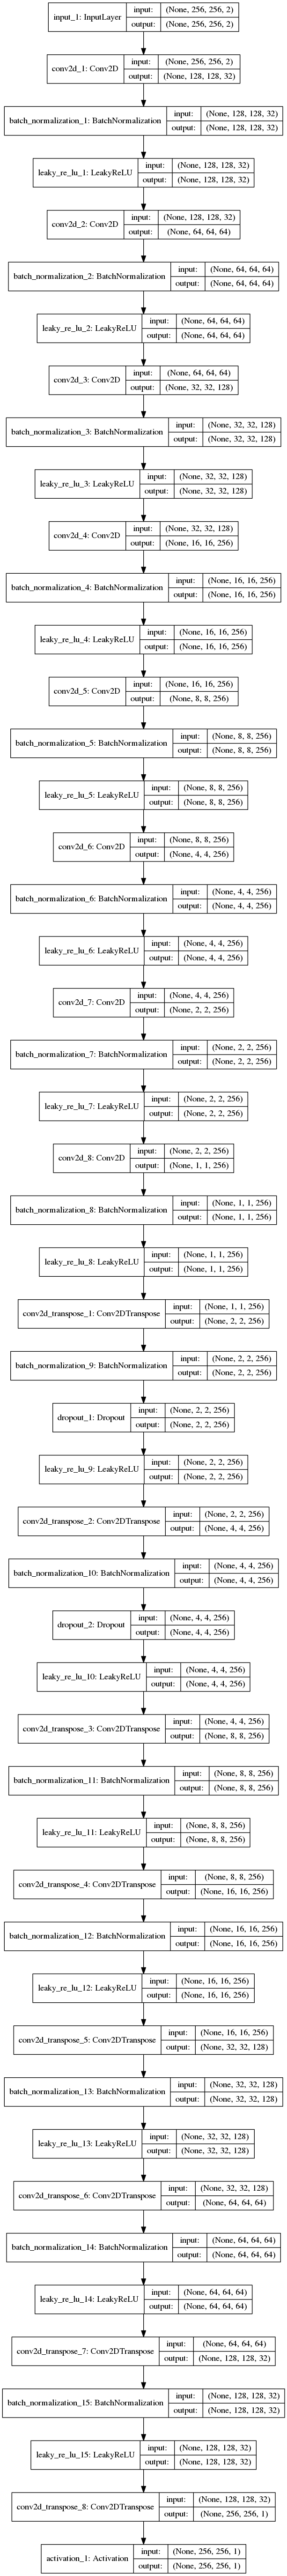 input_1: InputLayer input: (None, 256, 256, 2)
output: (None, 256, 256, 2)
conv2d_1: Conv2D input: (None, 256, 256, 2)
output: (None, 128, 128, 32)
batch_normalization_1: BatchNormalization input: (None, 128, 128, 32)
output: (None, 128, 128, 32)
leaky_re_lu_1: LeakyReLU input: (None, 128, 128, 32)
output: (None, 128, 128, 32)
conv2d_2: Conv2D input: (None, 128, 128, 32)
output: (None, 64, 64, 64)
batch_normalization_2: BatchNormalization input: (None, 64, 64, 64)
output: (None, 64, 64, 64)
leaky_re_lu_2: LeakyReLU input: (None, 64, 64, 64)
output: (None, 64, 64, 64)
conv2d_3: Conv2D input: (None, 64, 64, 64)
output: (None, 32, 32, 128)
batch_normalization_3: BatchNormalization input: (None, 32, 32, 128)
output: (None, 32, 32, 128)
leaky_re_lu_3: LeakyReLU input: (None, 32, 32, 128)
output: (None, 32, 32, 128)
conv2d_4: Conv2D input: (None, 32, 32, 128)
output: (None, 16, 16, 256)
batch_normalization_4: BatchNormalization input: (None, 16, 16, 256)
output: (None, 16, 16, 256)
leaky_re_lu_4: LeakyReLU input: (None, 16, 16, 256)
output: (None, 16, 16, 256)
conv2d_5: Conv2D input: (None, 16, 16, 256)
output: (None, 8, 8, 256)
batch_normalization_5: BatchNormalization input: (None, 8, 8, 256)
output: (None, 8, 8, 256)
leaky_re_lu_5: LeakyReLU input: (None, 8, 8, 256)
output: (None, 8, 8, 256)
conv2d_6: Conv2D input: (None, 8, 8, 256)
output: (None, 4, 4, 256)
batch_normalization_6: BatchNormalization input: (None, 4, 4, 256)
output: (None, 4, 4, 256)
leaky_re_lu_6: LeakyReLU input: (None, 4, 4, 256)
output: (None, 4, 4, 256)
conv2d_7: Conv2D input: (None, 4, 4, 256)
output: (None, 2, 2, 256)
batch_normalization_7: BatchNormalization input: (None, 2, 2, 256)
output: (None, 2, 2, 256)
leaky_re_lu_7: LeakyReLU input: (None, 2, 2, 256)
output: (None, 2, 2, 256)
conv2d_8: Conv2D input: (None, 2, 2, 256)
output: (None, 1, 1, 256)
batch_normalization_8: BatchNormalization input: (None, 1, 1, 256)
output: (None, 1, 1, 256)
leaky_re_lu_8: LeakyReLU input: (None, 1, 1, 256)
output: (None, 1, 1, 256)
conv2d_transpose_1: Conv2DTranspose input: (None, 1, 1, 256)
output: (None, 2, 2, 256)
batch_normalization_9: BatchNormalization input: (None, 2, 2, 256)
output: (None, 2, 2, 256)
dropout_1: Dropout input: (None, 2, 2, 256)
output: (None, 2, 2, 256)
leaky_re_lu_9: LeakyReLU input: (None, 2, 2, 256)
output: (None, 2, 2, 256)
conv2d_transpose_2: Conv2DTranspose input: (None, 2, 2, 256)
output: (None, 4, 4, 256)
batch_normalization_10: BatchNormalization input: (None, 4, 4, 256)
output: (None, 4, 4, 256)
dropout_2: Dropout input: (None, 4, 4, 256)
output: (None, 4, 4, 256)
leaky_re_lu_10: LeakyReLU input: (None, 4, 4, 256)
output: (None, 4, 4, 256)
conv2d_transpose_3: Conv2DTranspose input: (None, 4, 4, 256)
output: (None, 8, 8, 256)
batch_normalization_11: BatchNormalization input: (None, 8, 8, 256)
output: (None, 8, 8, 256)
leaky_re_lu_11: LeakyReLU input: (None, 8, 8, 256)
output: (None, 8, 8, 256)
conv2d_transpose_4: Conv2DTranspose input: (None, 8, 8, 256)
output: (None, 16, 16, 256)
batch_normalization_12: BatchNormalization input: (None, 16, 16, 256)
output: (None, 16, 16, 256)
leaky_re_lu_12: LeakyReLU input: (None, 16, 16, 256)
output: (None, 16, 16, 256)
conv2d_transpose_5: Conv2DTranspose input: (None, 16, 16, 256)
output: (None, 32, 32, 128)
batch_normalization_13: BatchNormalization input: (None, 32, 32, 128)
output: (None, 32, 32, 128)
leaky_re_lu_13: LeakyReLU input: (None, 32, 32, 128)
output: (None, 32, 32, 128)
conv2d_transpose_6: Conv2DTranspose input: (None, 32, 32, 128)
output: (None, 64, 64, 64)
batch_normalization_14: BatchNormalization input: (None, 64, 64, 64)
output: (None, 64, 64, 64)
leaky_re_lu_14: LeakyReLU input: (None, 64, 64, 64)
output: (None, 64, 64, 64)
conv2d_transpose_7: Conv2DTranspose input: (None, 64, 64, 64)
output: (None, 128, 128, 32)
batch_normalization_15: BatchNormalization input: (None, 128, 128, 32)
output: (None, 128, 128, 32)
leaky_re_lu_15: LeakyReLU input: (None, 128, 128, 32)
output: (None, 128, 128, 32)
conv2d_transpose_8: Conv2DTranspose input: (None, 128, 128, 32)
output: (None, 256, 256, 1)
activation_1: Activation input: (None, 256, 256, 1)
output: (None, 256, 256, 1)